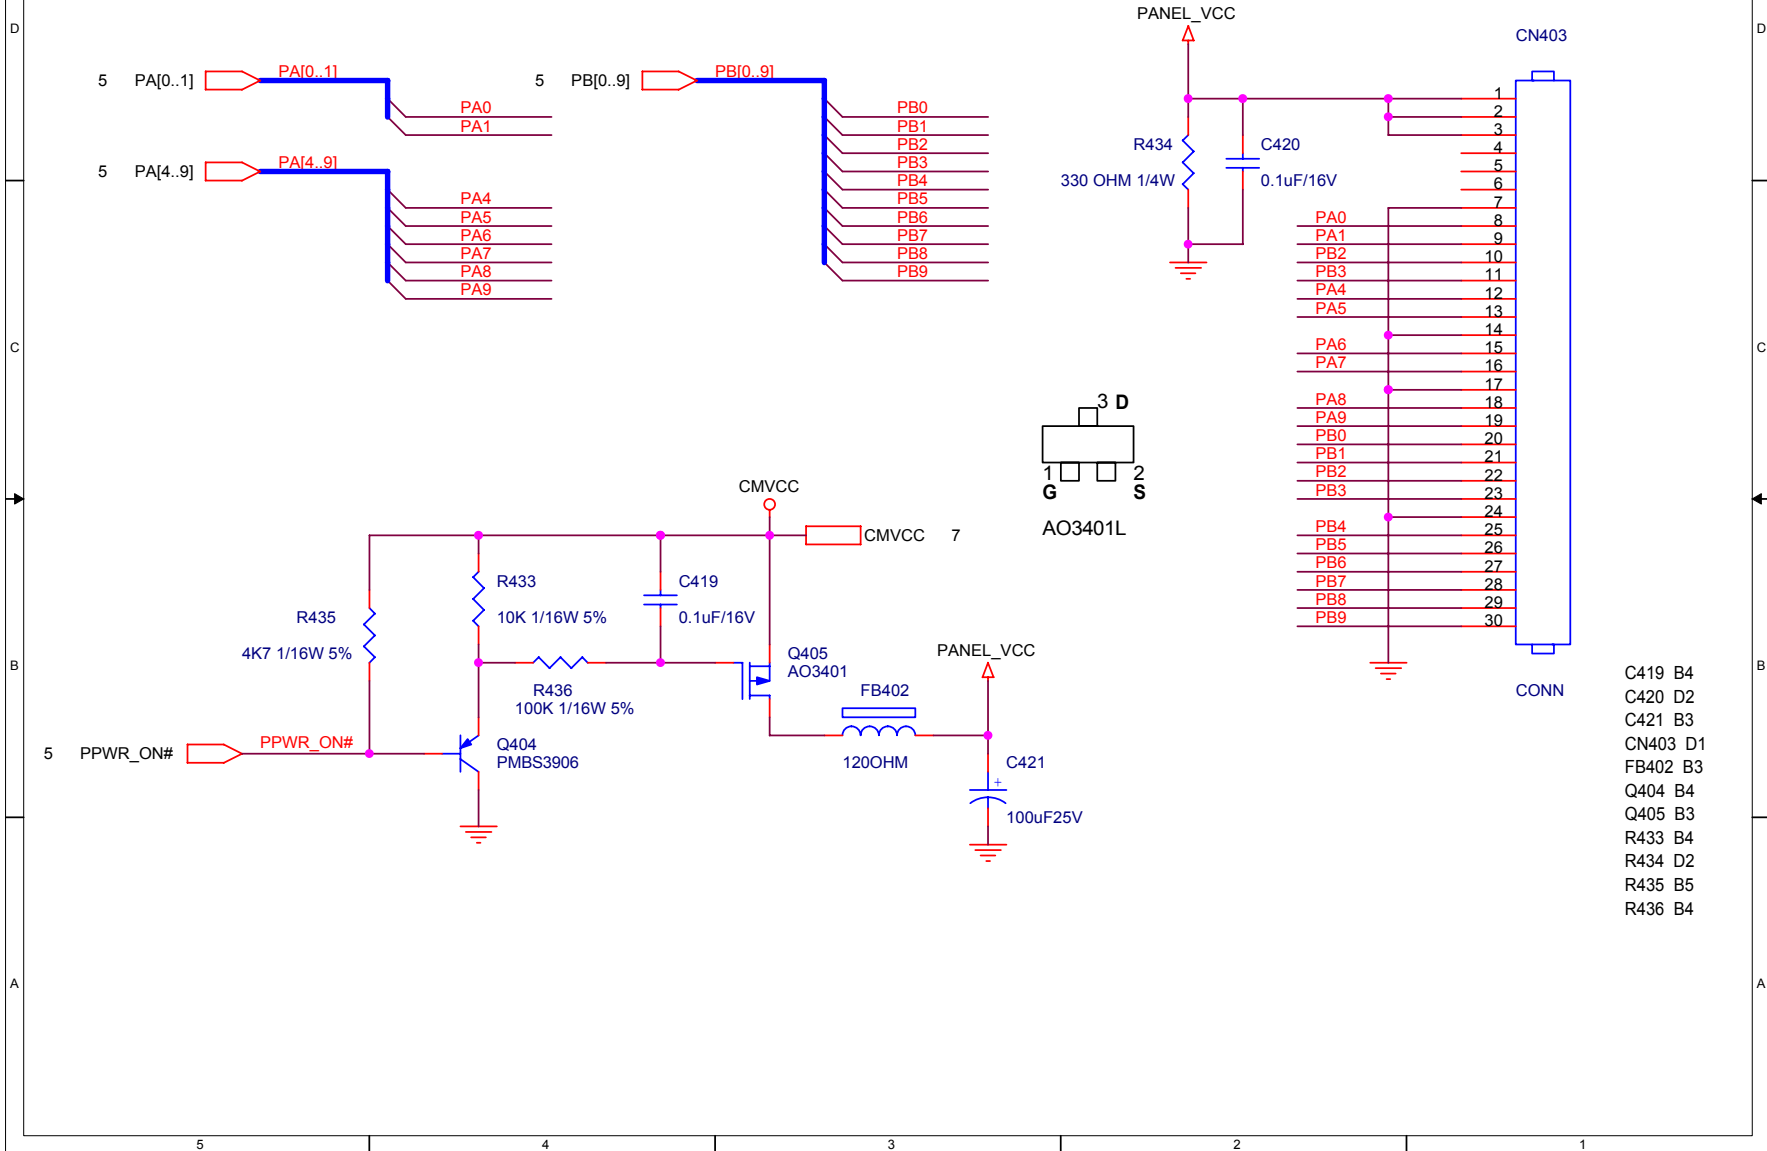 D
D
PANEL_VCC
CN403
5 PA[0..1] PA[0..1]
PA0
PA1
5 PB[0..9] PB[0..9]
PB0
PB1
PB2
PB3
PB4
PB5
PB6
PB7
PB8
PB9
5 PA[4..9] PA[4..9]
PA4
PA5
PA6
PA7
PA8
PA9
R434
330 OHM 1/4W
C420
0.1uF/16V
1
2
3
4
5
6
7
PA0 8
PA1 9
PB2 10
PB3 11
PA4 12
PA5 13
14
PA6 15
PA7 16
17
PA8 18
PA9 19
PB0 20
PB1 21
PB2 22
PB3 23
24
PB4 25
PB5 26
PB6 27
PB7 28
PB8 29
PB9 30
CONN
C
C
3 D
1 2
G S
AO3401L
CMVCC
CMVCC 7
R433
10K 1/16W 5%
C419
0.1uF/16V
R435
4K7 1/16W 5%
R436
100K 1/16W 5%
Q405
AO3401
PANEL_VCC
FB402
120OHM
C421
+
100uF25V
5 PPWR_ON# PPWR_ON#
Q404
PMBS3906
B
B
C419 B4
C420 D2
C421 B3
CN403 D1
FB402 B3
Q404 B4
Q405 B3
R433 B4
R434 D2
R435 B5
R436 B4
A
A
5 4 3 2 1